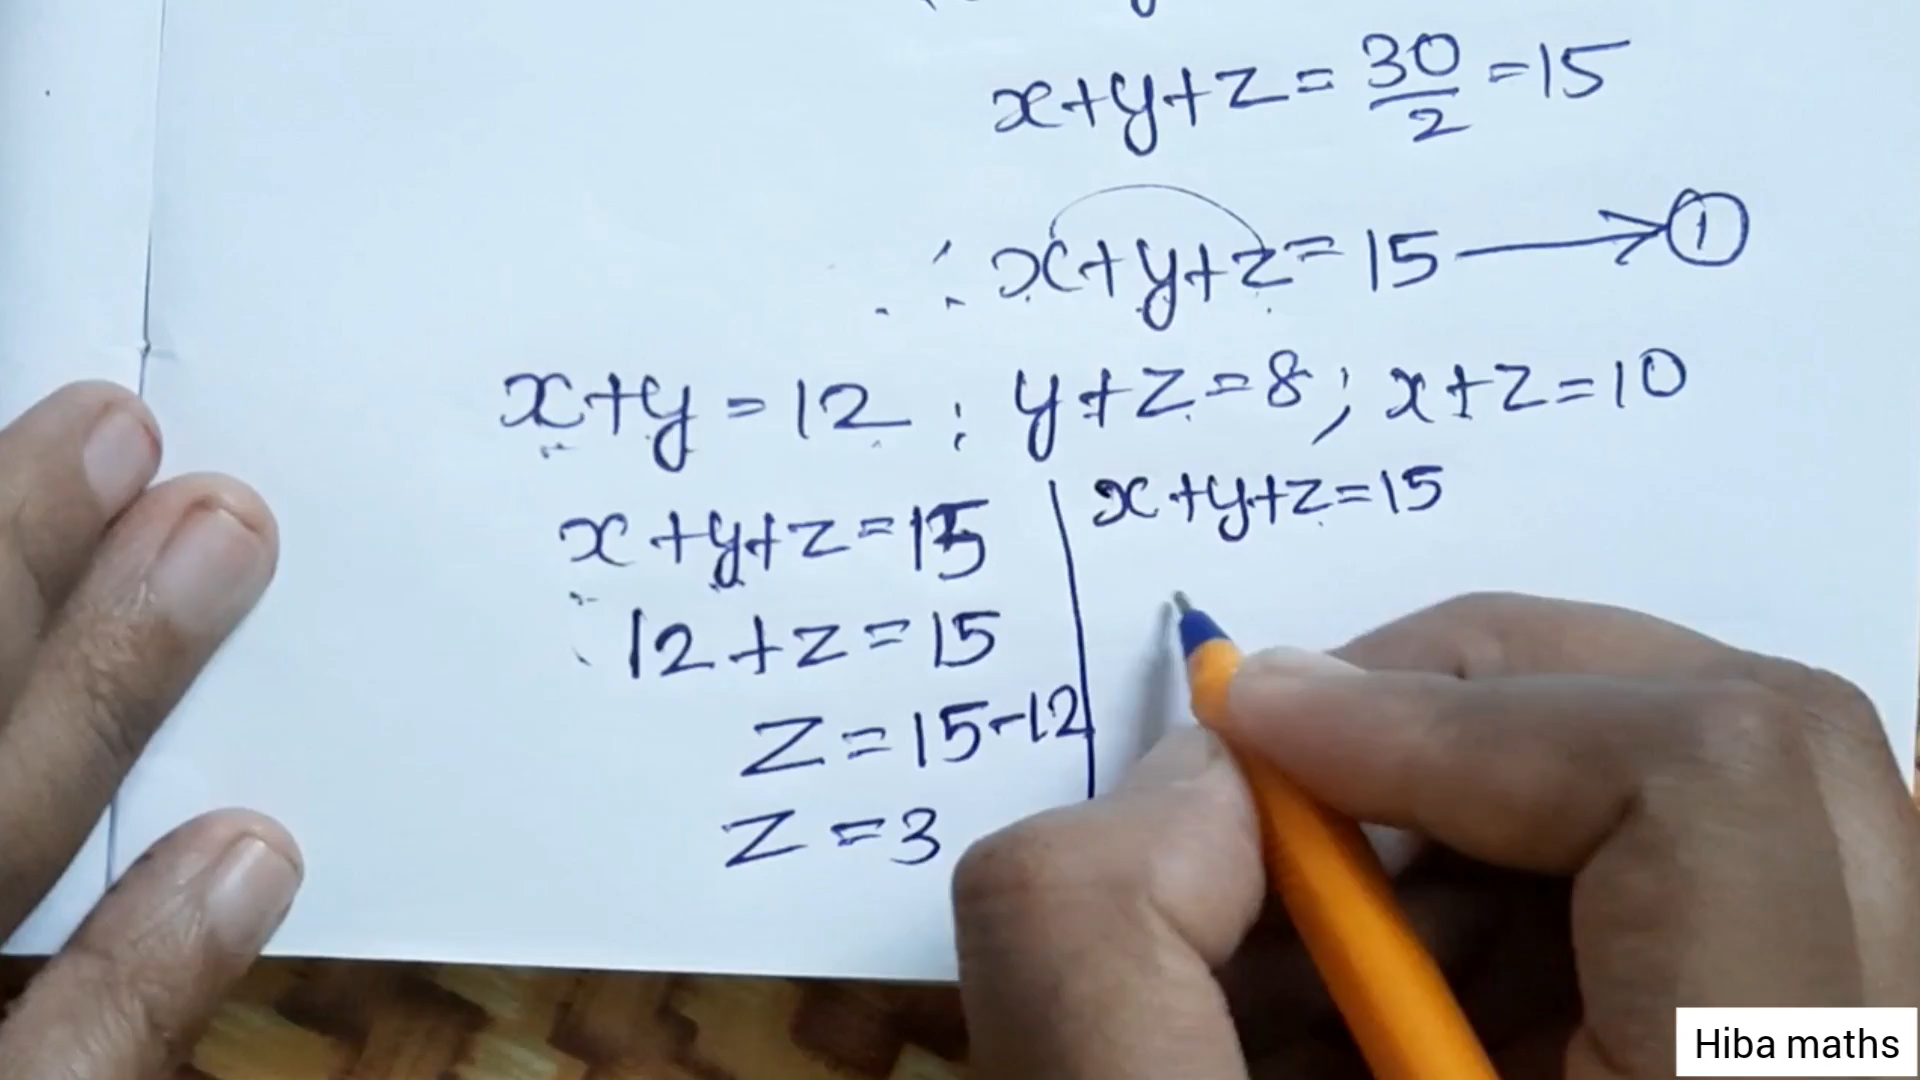 x+y+z = 30/2 = 15
∴ x+y+z = 15 → ①
x+y = 12 ; y+z = 8 ; x+z = 10
x+y+z = 15
12+z = 15
z = 15-12
z = 3
x+y+z = 15
Hiba maths